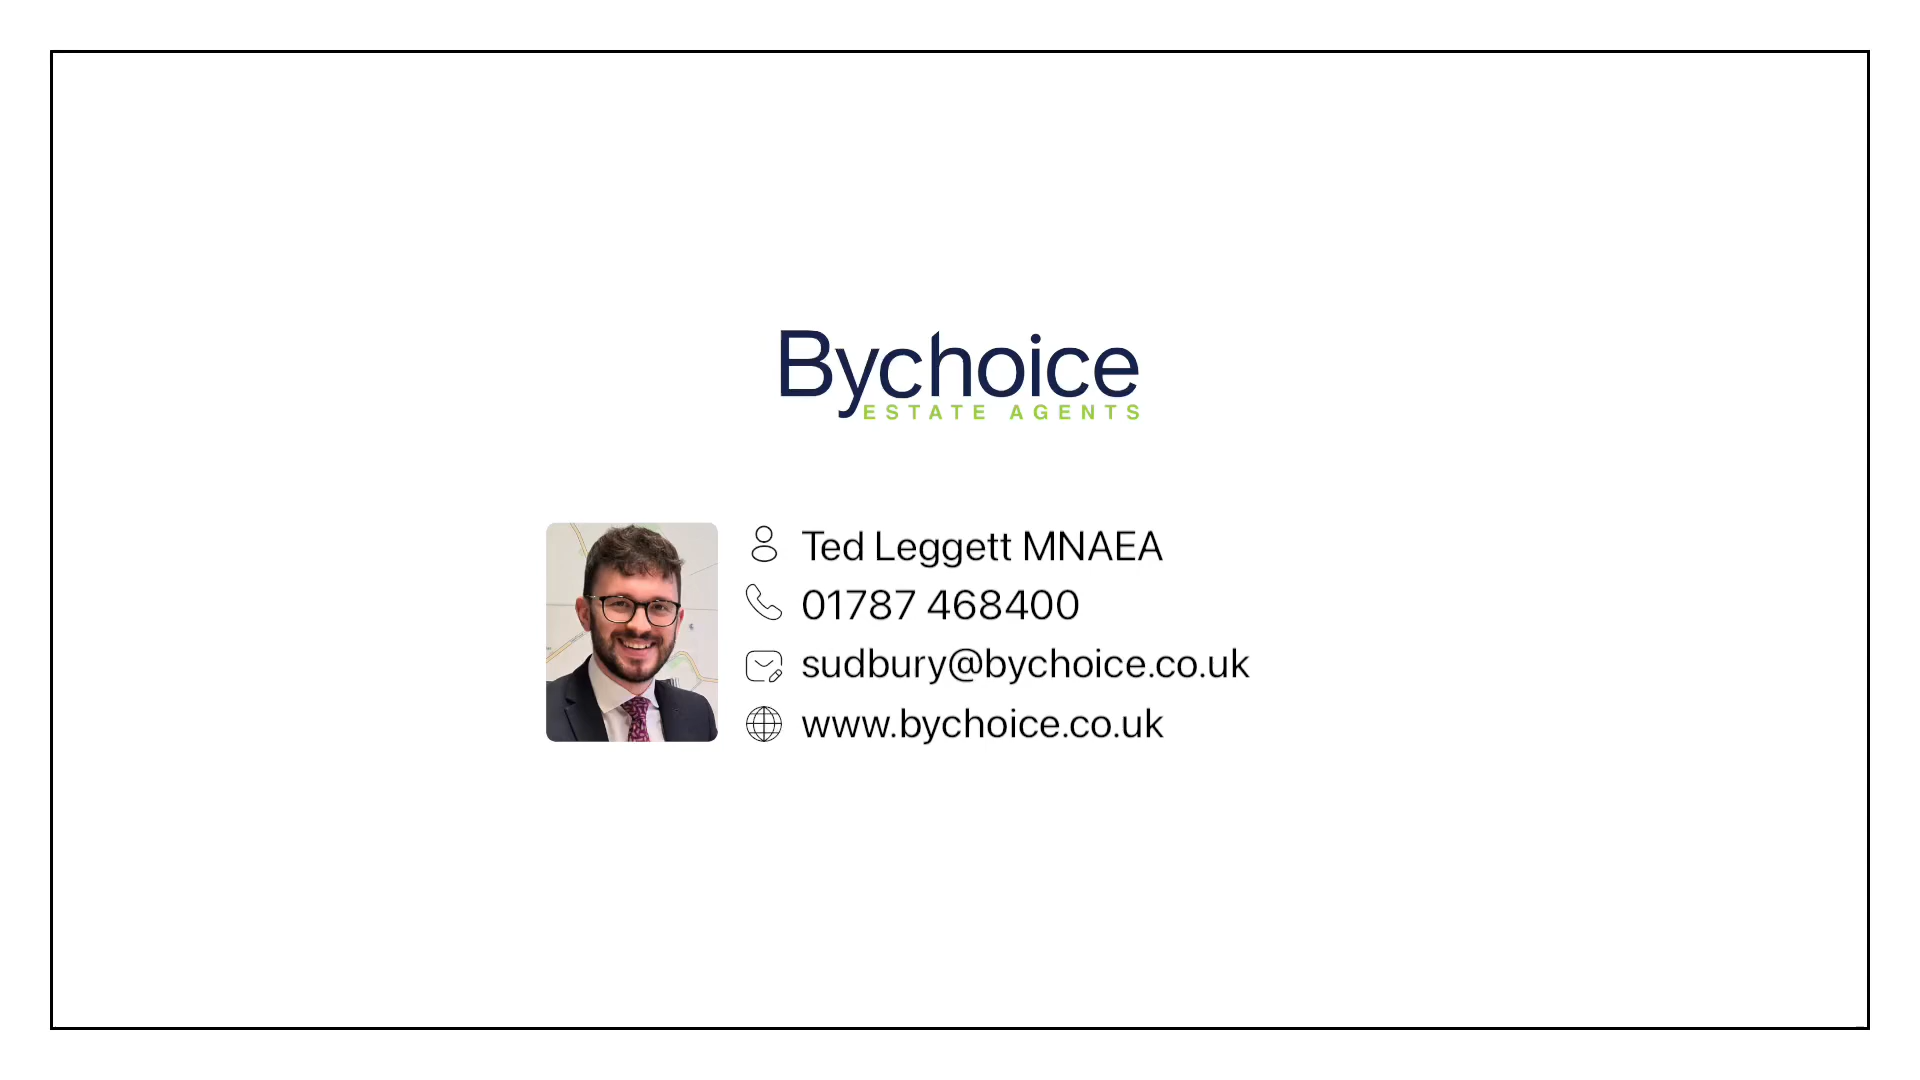 Bychoice
ESTATE AGENTS
Ted Leggett MNAEA
01787 468400
sudbury@bychoice.co.uk
www.bychoice.co.uk